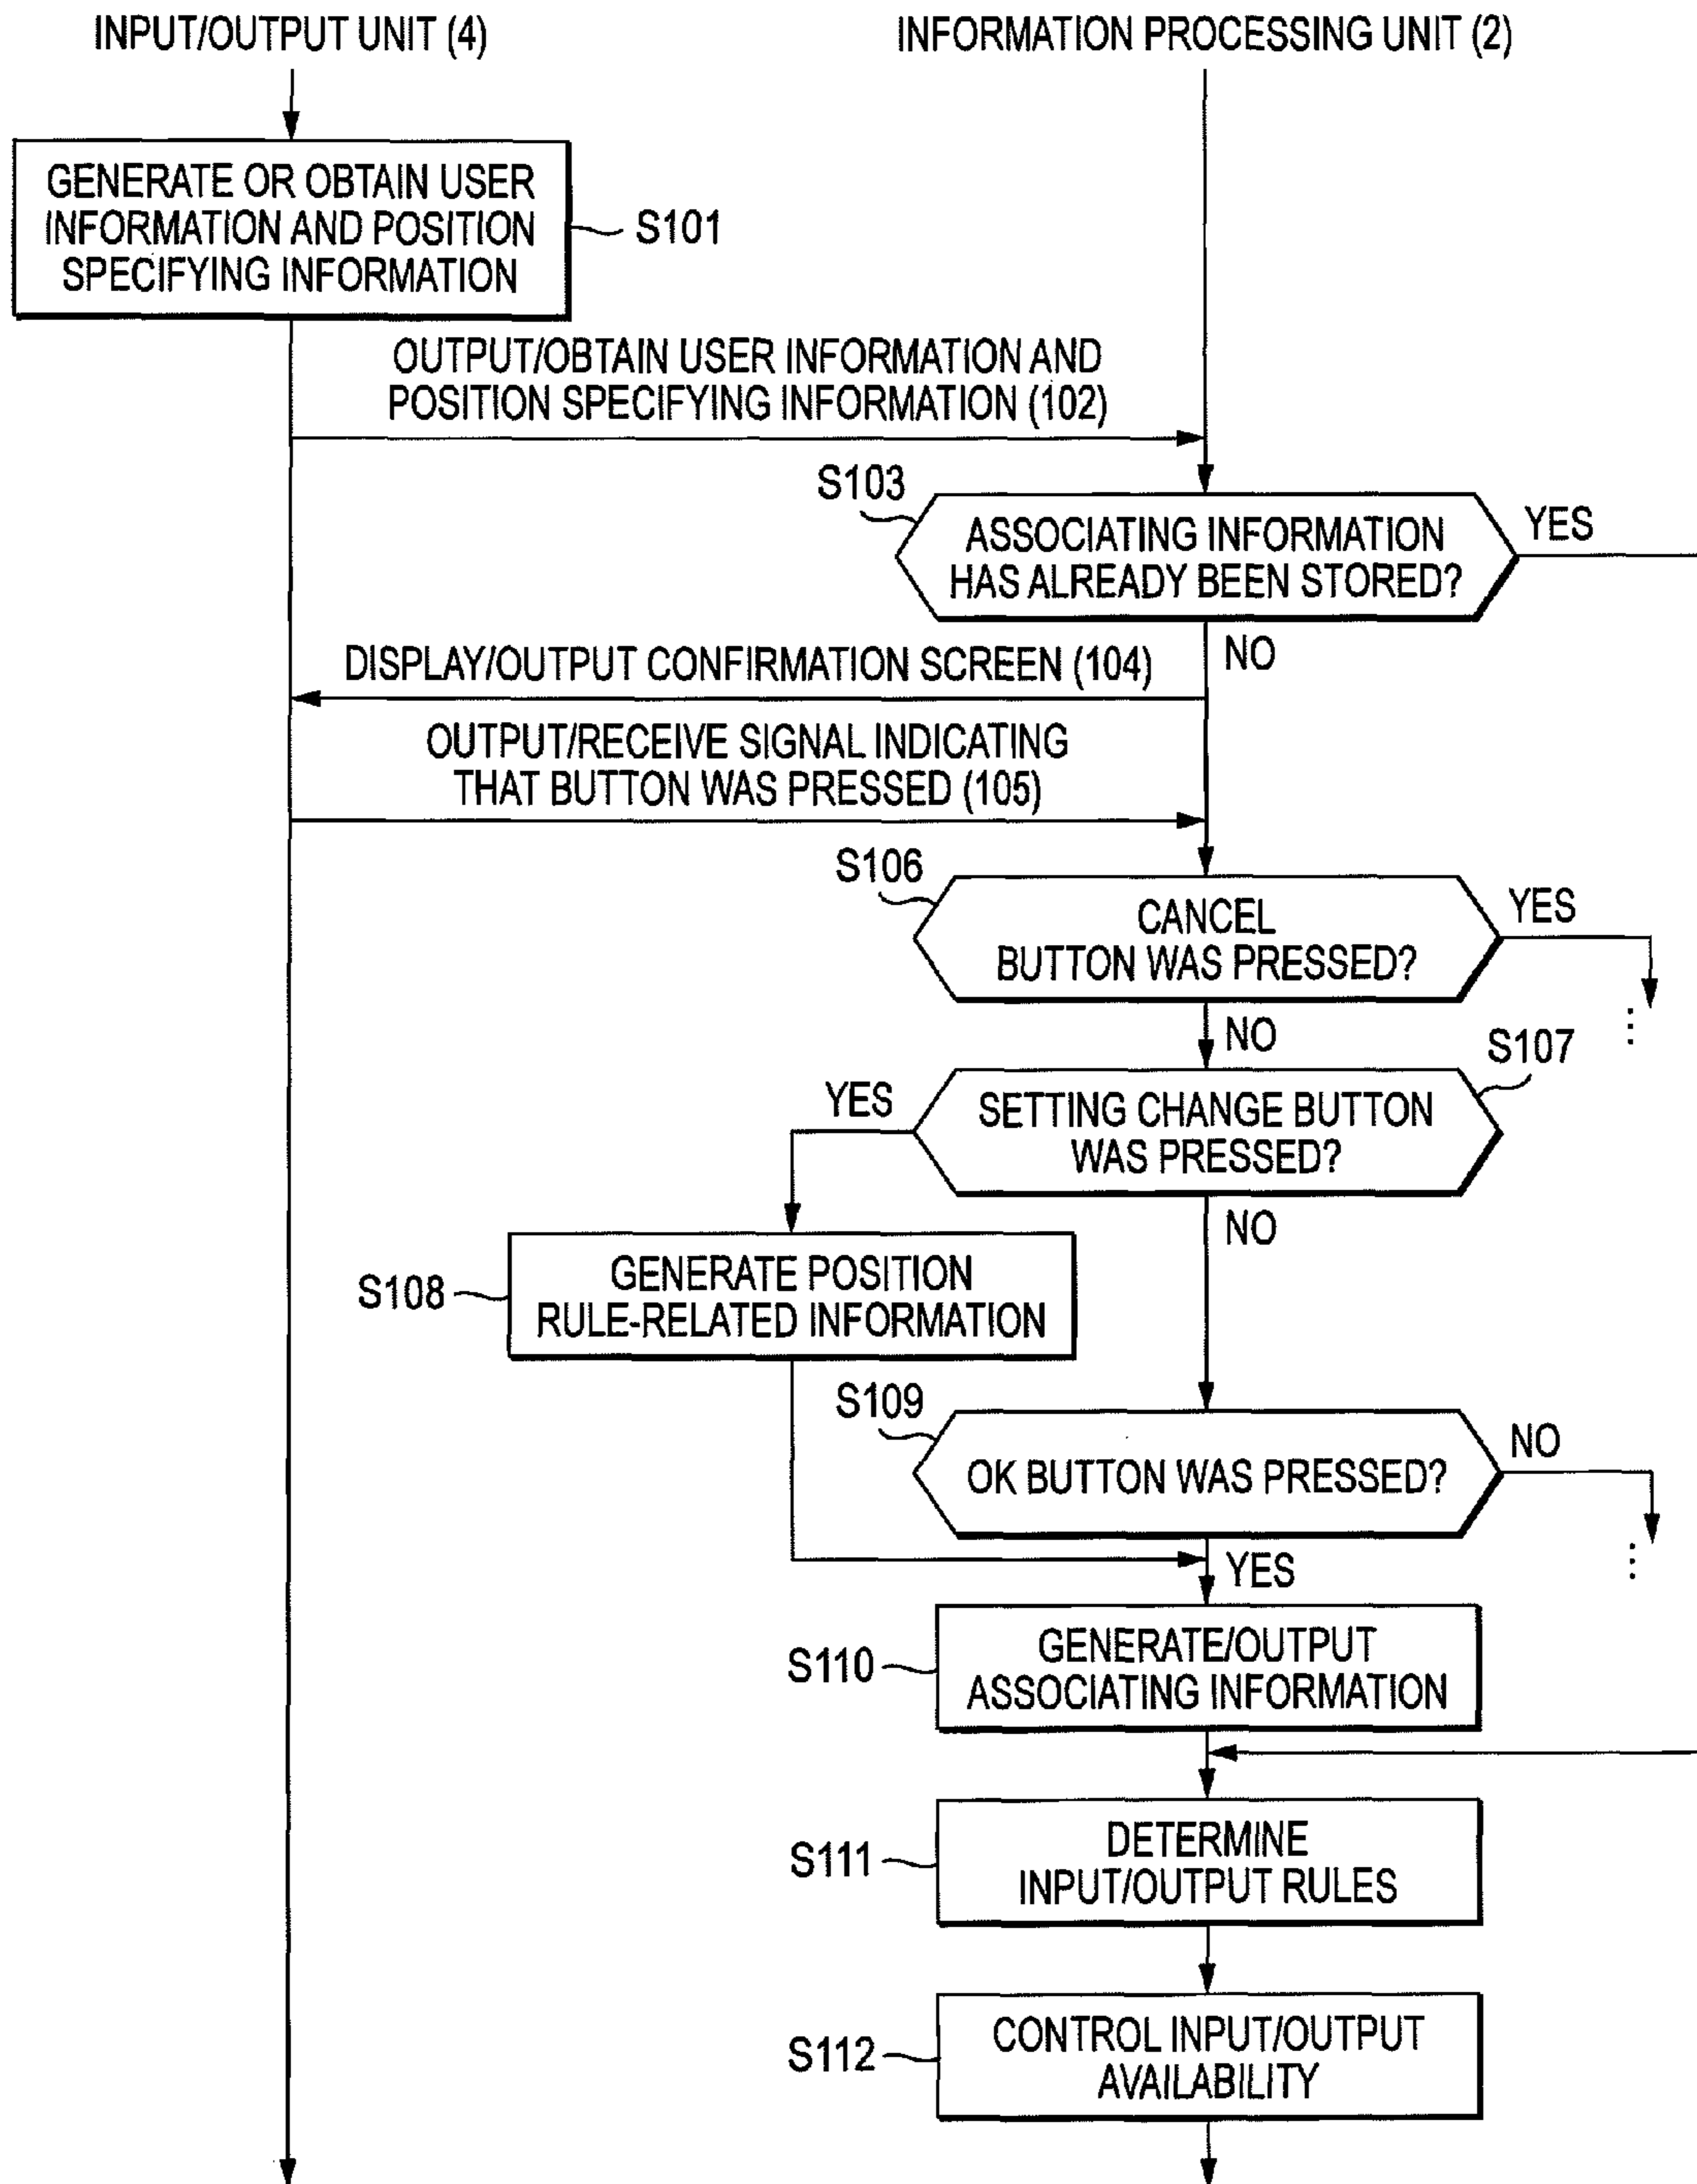 INPUT/OUTPUT UNIT (4)
INFORMATION PROCESSING UNIT (2)
GENERATE OR OBTAIN USER
INFORMATION AND POSITION
SPECIFYING INFORMATION
S101
OUTPUT/OBTAIN USER INFORMATION AND
POSITION SPECIFYING INFORMATION (102)
S103
ASSOCIATING INFORMATION
HAS ALREADY BEEN STORED?
YES
NO
DISPLAY/OUTPUT CONFIRMATION SCREEN (104)
OUTPUT/RECEIVE SIGNAL INDICATING
THAT BUTTON WAS PRESSED (105)
S106
CANCEL
BUTTON WAS PRESSED?
YES
NO
S107
SETTING CHANGE BUTTON
WAS PRESSED?
YES
NO
S108
GENERATE POSITION
RULE-RELATED INFORMATION
S109
OK BUTTON WAS PRESSED?
NO
YES
S110
GENERATE/OUTPUT
ASSOCIATING INFORMATION
S111
DETERMINE
INPUT/OUTPUT RULES
S112
CONTROL INPUT/OUTPUT
AVAILABILITY